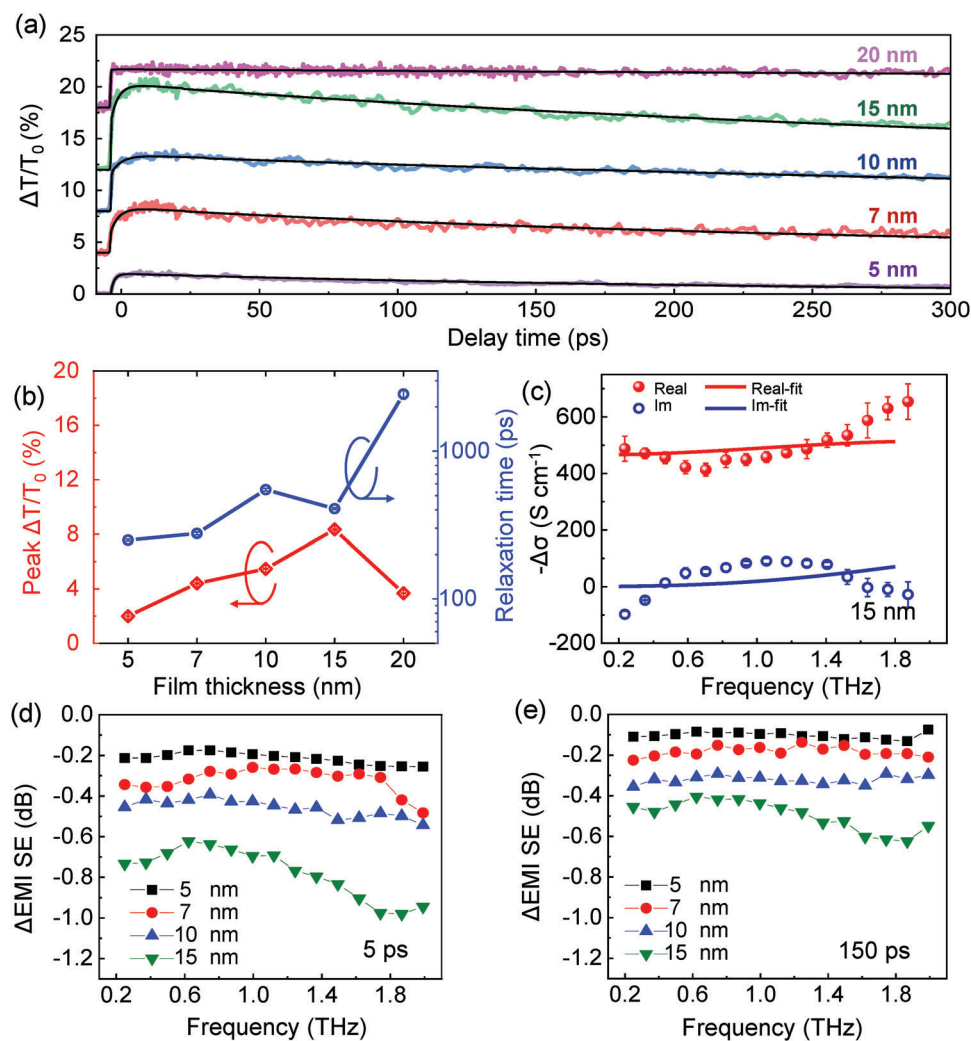 (a)
25
20
15
10
5
0
ΔT/T0 (%)
20 nm
15 nm
10 nm
7 nm
5 nm
0 50 100 150 200 250 300
Delay time (ps)
(b)
20
16
12
8
4
0
Peak ΔT/T0 (%)
1000
100
Relaxation time (ps)
5 7 10 15 20
Film thickness (nm)
(c)
Real Real-fit
Im Im-fit
600
400
200
0
-200
-Δσ (S cm-1)
15 nm
0.2 0.6 1.0 1.4 1.8
Frequency (THz)
(d)
0.0
-0.2
-0.4
-0.6
-0.8
-1.0
-1.2
ΔEMI SE (dB)
5 nm
7 nm
10 nm
15 nm
5 ps
0.2 0.6 1.0 1.4 1.8
Frequency (THz)
(e)
0.0
-0.2
-0.4
-0.6
-0.8
-1.0
-1.2
ΔEMI SE (dB)
5 nm
7 nm
10 nm
15 nm
150 ps
0.2 0.6 1.0 1.4 1.8
Frequency (THz)